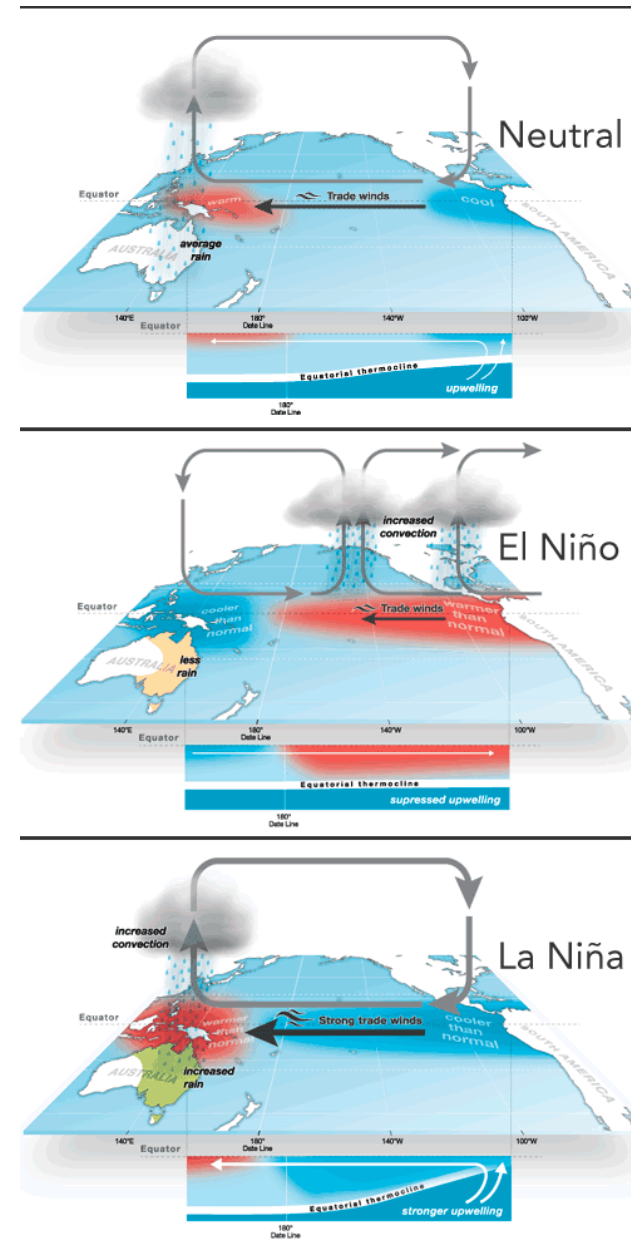 Neutral
Equator
warm
Trade winds
cool
AUSTRALIA
average
rain
SOUTH AMERICA
140°E
180°
Date Line
140°W
100°W
Equator
Equatorial thermocline
upwelling
180°
Date Line
increased
convection
El Niño
Equator
cooler
than
normal
Trade winds
warmer
than
normal
AUSTRALIA
less
rain
SOUTH AMERICA
140°E
180°
Date Line
140°W
100°W
Equator
Equatorial thermocline
supressed upwelling
180°
Date Line
increased
convection
La Niña
Equator
warmer
than
normal
Strong trade winds
cooler
than
normal
AUSTRALIA
increased
rain
SOUTH AMERICA
140°E
180°
Date Line
140°W
100°W
Equator
Equatorial thermocline
stronger upwelling
180°
Date Line